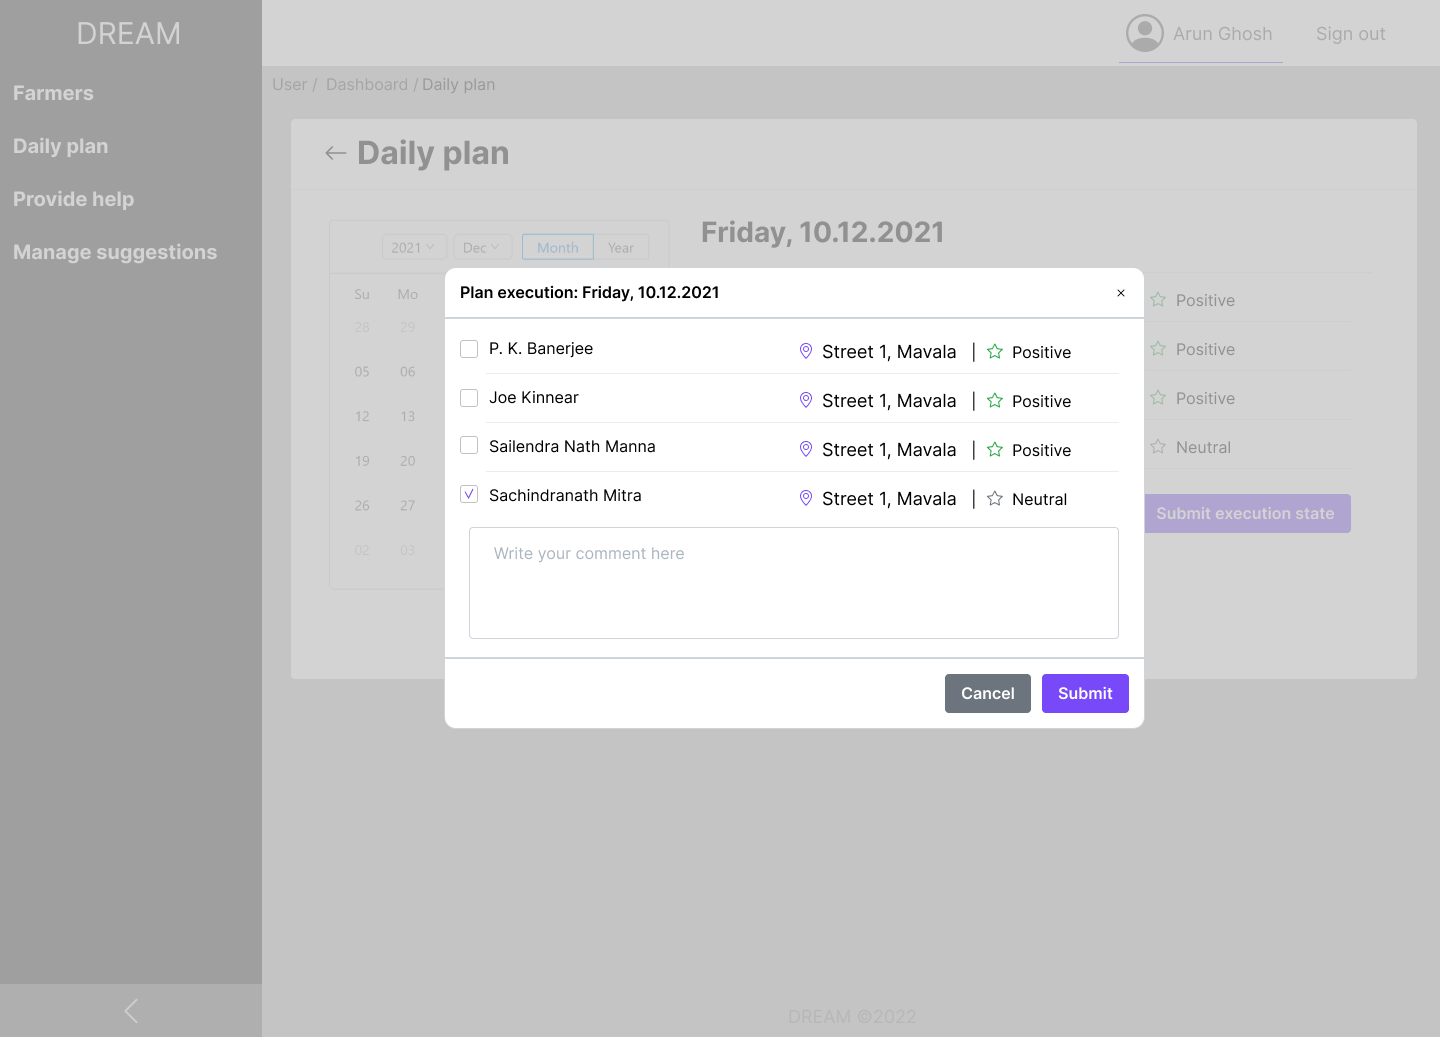 DREAM
Arun Ghosh
Sign out
Farmers
Daily plan
Provide help
Manage suggestions
User / Dashboard / Daily plan
Daily plan
2021
Dec
Month
Year
Friday, 10.12.2021
Su Mo
28 29
05 06
12 13
19 20
26 27
02 03
Positive
Positive
Positive
Neutral
Submit execution state
Plan execution: Friday, 10.12.2021
P. K. Banerjee Street 1, Mavala | Positive
Joe Kinnear Street 1, Mavala | Positive
Sailendra Nath Manna Street 1, Mavala | Positive
Sachindranath Mitra Street 1, Mavala | Neutral
Write your comment here
Cancel
Submit
DREAM ©2022